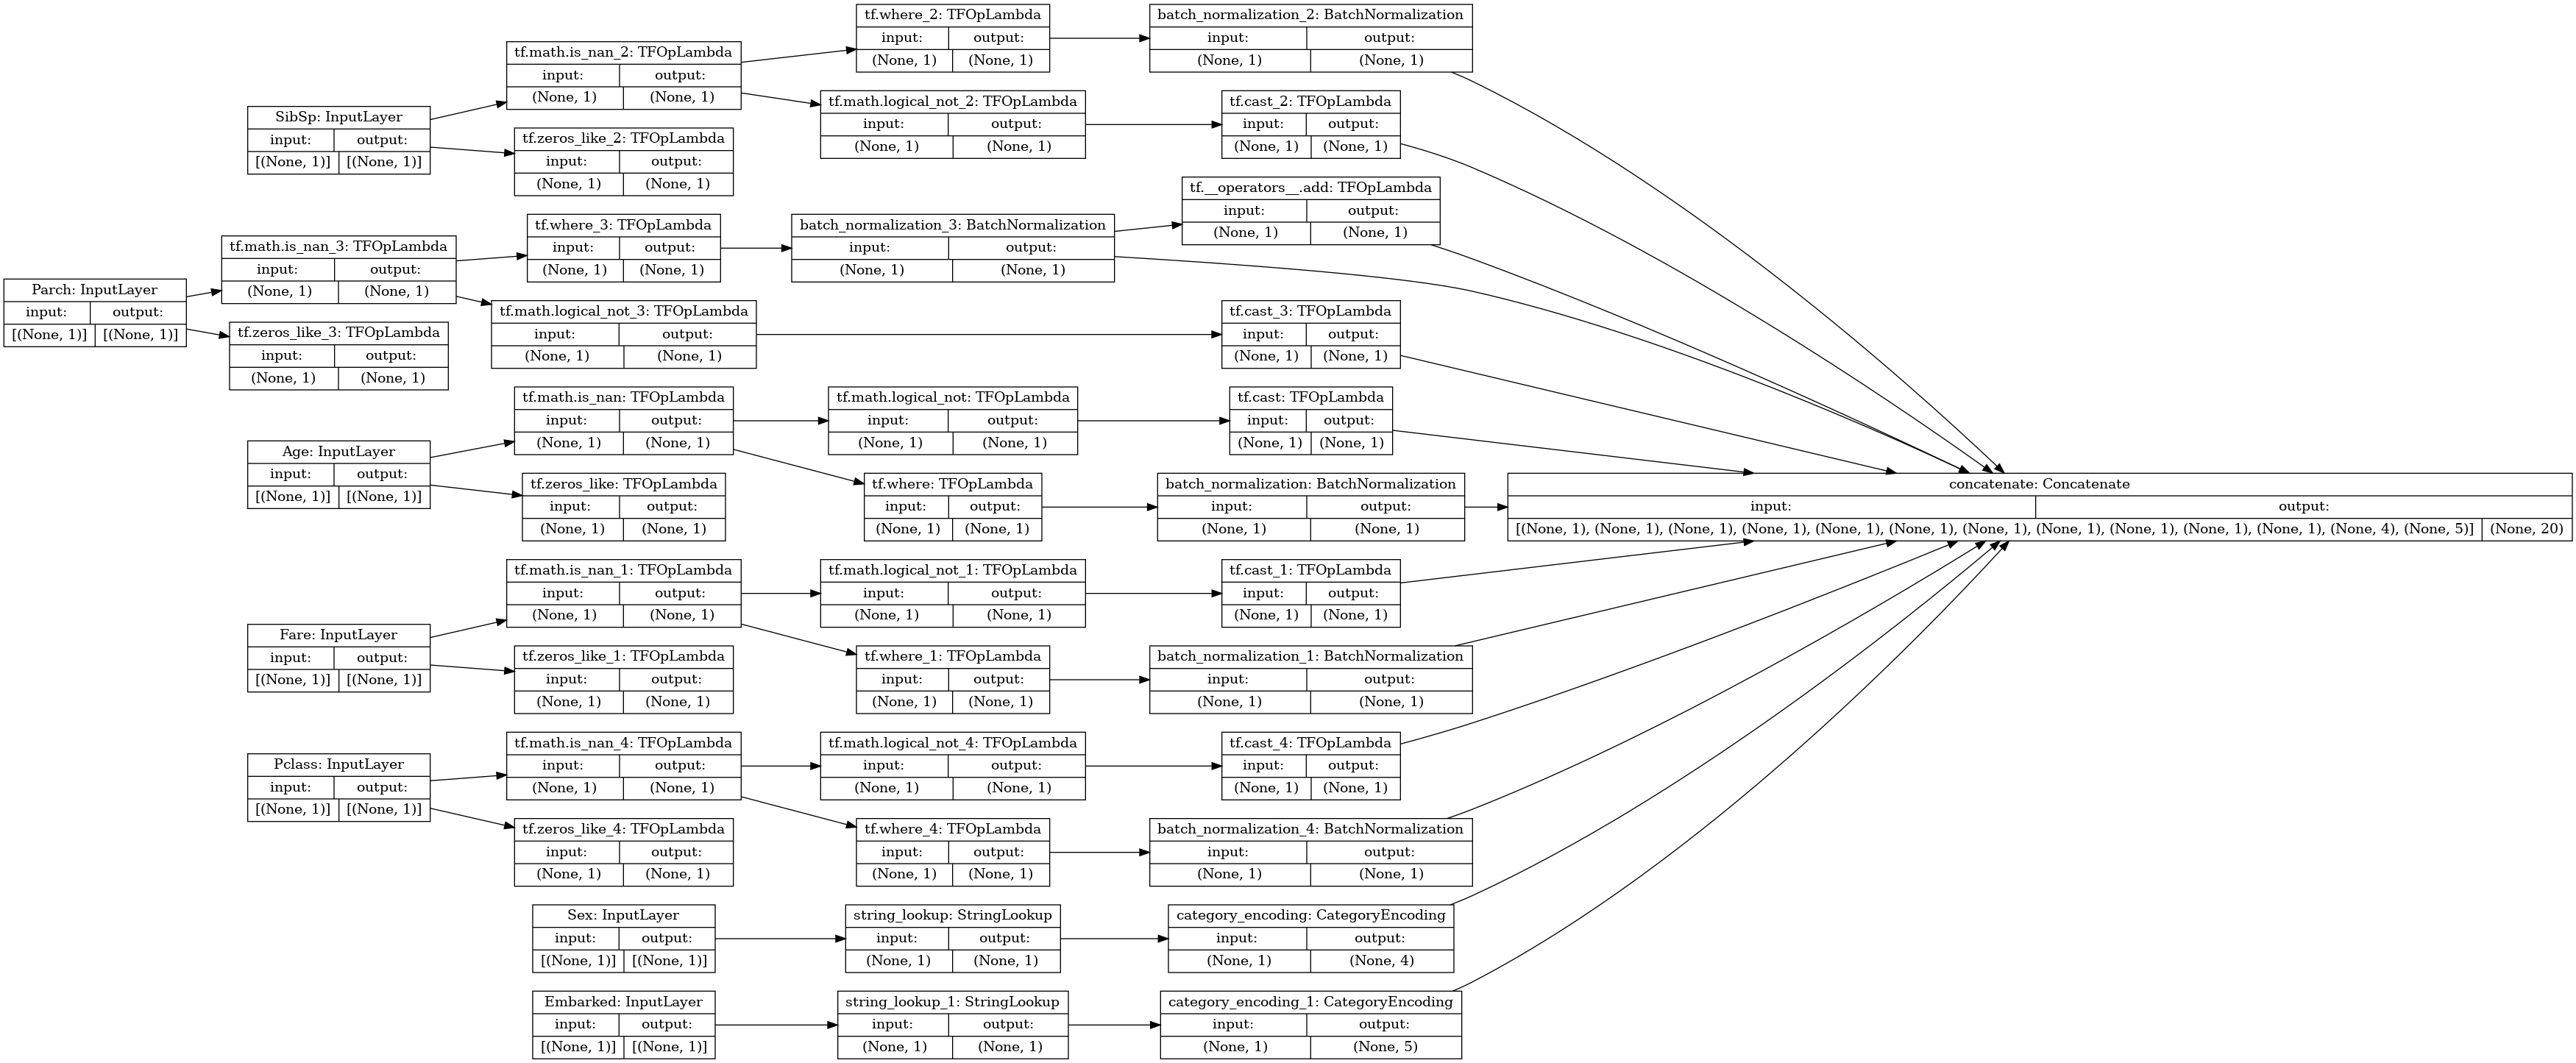 tf.where_2: TFOpLambda
input: output:
(None, 1) (None, 1)
batch_normalization_2: BatchNormalization
input: output:
(None, 1) (None, 1)
tf.math.is_nan_2: TFOpLambda
input: output:
(None, 1) (None, 1)
tf.math.logical_not_2: TFOpLambda
input: output:
(None, 1) (None, 1)
tf.cast_2: TFOpLambda
input: output:
(None, 1) (None, 1)
SibSp: InputLayer
input: output:
[(None, 1)] [(None, 1)]
tf.zeros_like_2: TFOpLambda
input: output:
(None, 1) (None, 1)
tf.__operators__.add: TFOpLambda
input: output:
(None, 1) (None, 1)
tf.where_3: TFOpLambda
input: output:
(None, 1) (None, 1)
batch_normalization_3: BatchNormalization
input: output:
(None, 1) (None, 1)
tf.math.is_nan_3: TFOpLambda
input: output:
(None, 1) (None, 1)
Parch: InputLayer
input: output:
[(None, 1)] [(None, 1)]
tf.math.logical_not_3: TFOpLambda
input: output:
(None, 1) (None, 1)
tf.cast_3: TFOpLambda
input: output:
(None, 1) (None, 1)
tf.zeros_like_3: TFOpLambda
input: output:
(None, 1) (None, 1)
tf.math.is_nan: TFOpLambda
input: output:
(None, 1) (None, 1)
tf.math.logical_not: TFOpLambda
input: output:
(None, 1) (None, 1)
tf.cast: TFOpLambda
input: output:
(None, 1) (None, 1)
Age: InputLayer
input: output:
[(None, 1)] [(None, 1)]
tf.zeros_like: TFOpLambda
input: output:
(None, 1) (None, 1)
tf.where: TFOpLambda
input: output:
(None, 1) (None, 1)
batch_normalization: BatchNormalization
input: output:
(None, 1) (None, 1)
concatenate: Concatenate
input: output:
[(None, 1), (None, 1), (None, 1), (None, 1), (None, 1), (None, 1), (None, 1), (None, 1), (None, 1), (None, 1), (None, 1), (None, 4), (None, 5)] (None, 20)
tf.math.is_nan_1: TFOpLambda
input: output:
(None, 1) (None, 1)
tf.math.logical_not_1: TFOpLambda
input: output:
(None, 1) (None, 1)
tf.cast_1: TFOpLambda
input: output:
(None, 1) (None, 1)
Fare: InputLayer
input: output:
[(None, 1)] [(None, 1)]
tf.zeros_like_1: TFOpLambda
input: output:
(None, 1) (None, 1)
tf.where_1: TFOpLambda
input: output:
(None, 1) (None, 1)
batch_normalization_1: BatchNormalization
input: output:
(None, 1) (None, 1)
tf.math.is_nan_4: TFOpLambda
input: output:
(None, 1) (None, 1)
tf.math.logical_not_4: TFOpLambda
input: output:
(None, 1) (None, 1)
tf.cast_4: TFOpLambda
input: output:
(None, 1) (None, 1)
Pclass: InputLayer
input: output:
[(None, 1)] [(None, 1)]
tf.zeros_like_4: TFOpLambda
input: output:
(None, 1) (None, 1)
tf.where_4: TFOpLambda
input: output:
(None, 1) (None, 1)
batch_normalization_4: BatchNormalization
input: output:
(None, 1) (None, 1)
Sex: InputLayer
input: output:
[(None, 1)] [(None, 1)]
string_lookup: StringLookup
input: output:
(None, 1) (None, 1)
category_encoding: CategoryEncoding
input: output:
(None, 1) (None, 4)
Embarked: InputLayer
input: output:
[(None, 1)] [(None, 1)]
string_lookup_1: StringLookup
input: output:
(None, 1) (None, 1)
category_encoding_1: CategoryEncoding
input: output:
(None, 1) (None, 5)